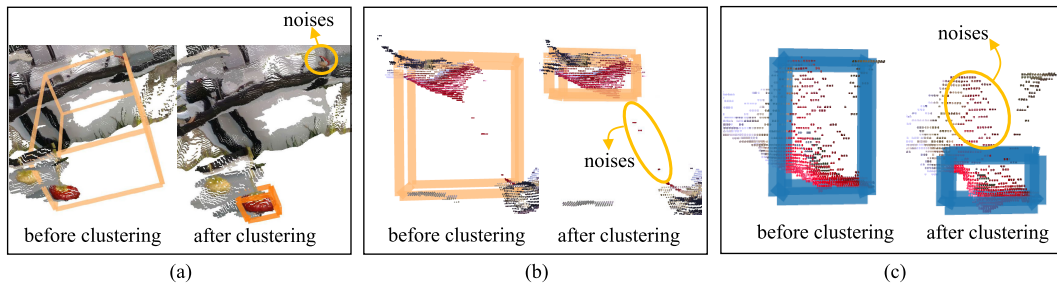 noises
before clustering
after clustering
(a)
noises
before clustering
after clustering
(b)
noises
before clustering
after clustering
(c)